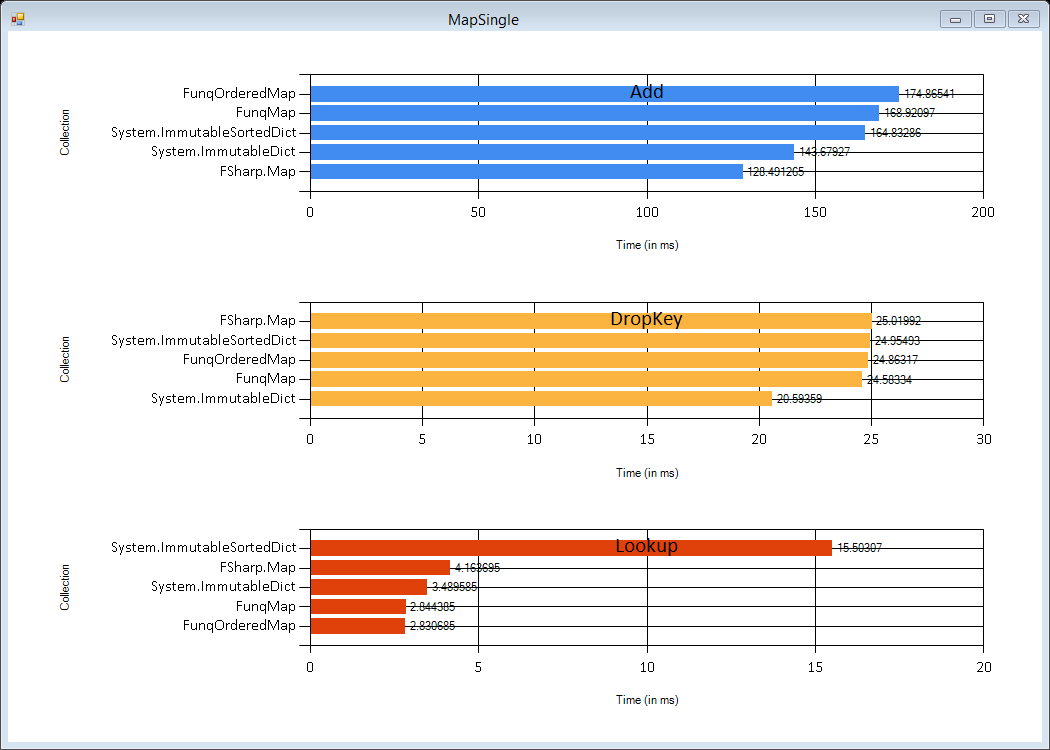 MapSingle
Add
Collection
FunqOrderedMap 174.86541
FunqMap 168.92097
System.ImmutableSortedDict 164.83286
System.ImmutableDict 143.67927
FSharp.Map 128.491265
0 50 100 150 200
Time (in ms)
DropKey
Collection
FSharp.Map 25.01992
System.ImmutableSortedDict 24.95493
FunqOrderedMap 24.86317
FunqMap 24.58334
System.ImmutableDict 20.59359
0 5 10 15 20 25 30
Time (in ms)
Lookup
Collection
System.ImmutableSortedDict 15.50307
FSharp.Map 4.163695
System.ImmutableDict 3.489585
FunqMap 2.844385
FunqOrderedMap 2.830685
0 5 10 15 20
Time (in ms)